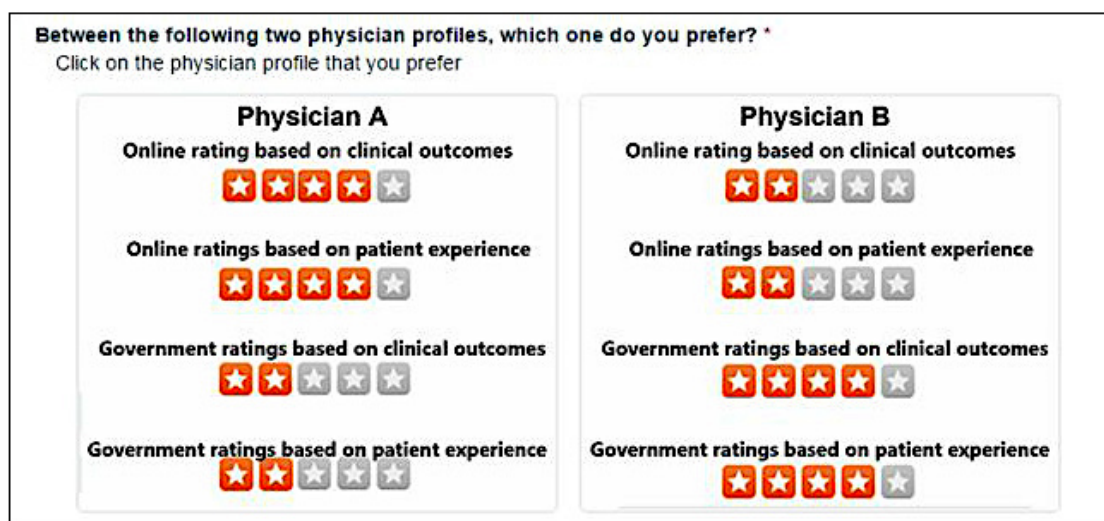 Between the following two physician profiles, which one do you prefer? *
Click on the physician profile that you prefer
Physician A
Online rating based on clinical outcomes
Online ratings based on patient experience
Government ratings based on clinical outcomes
Government ratings based on patient experience
Physician B
Online rating based on clinical outcomes
Online ratings based on patient experience
Government ratings based on clinical outcomes
Government ratings based on patient experience